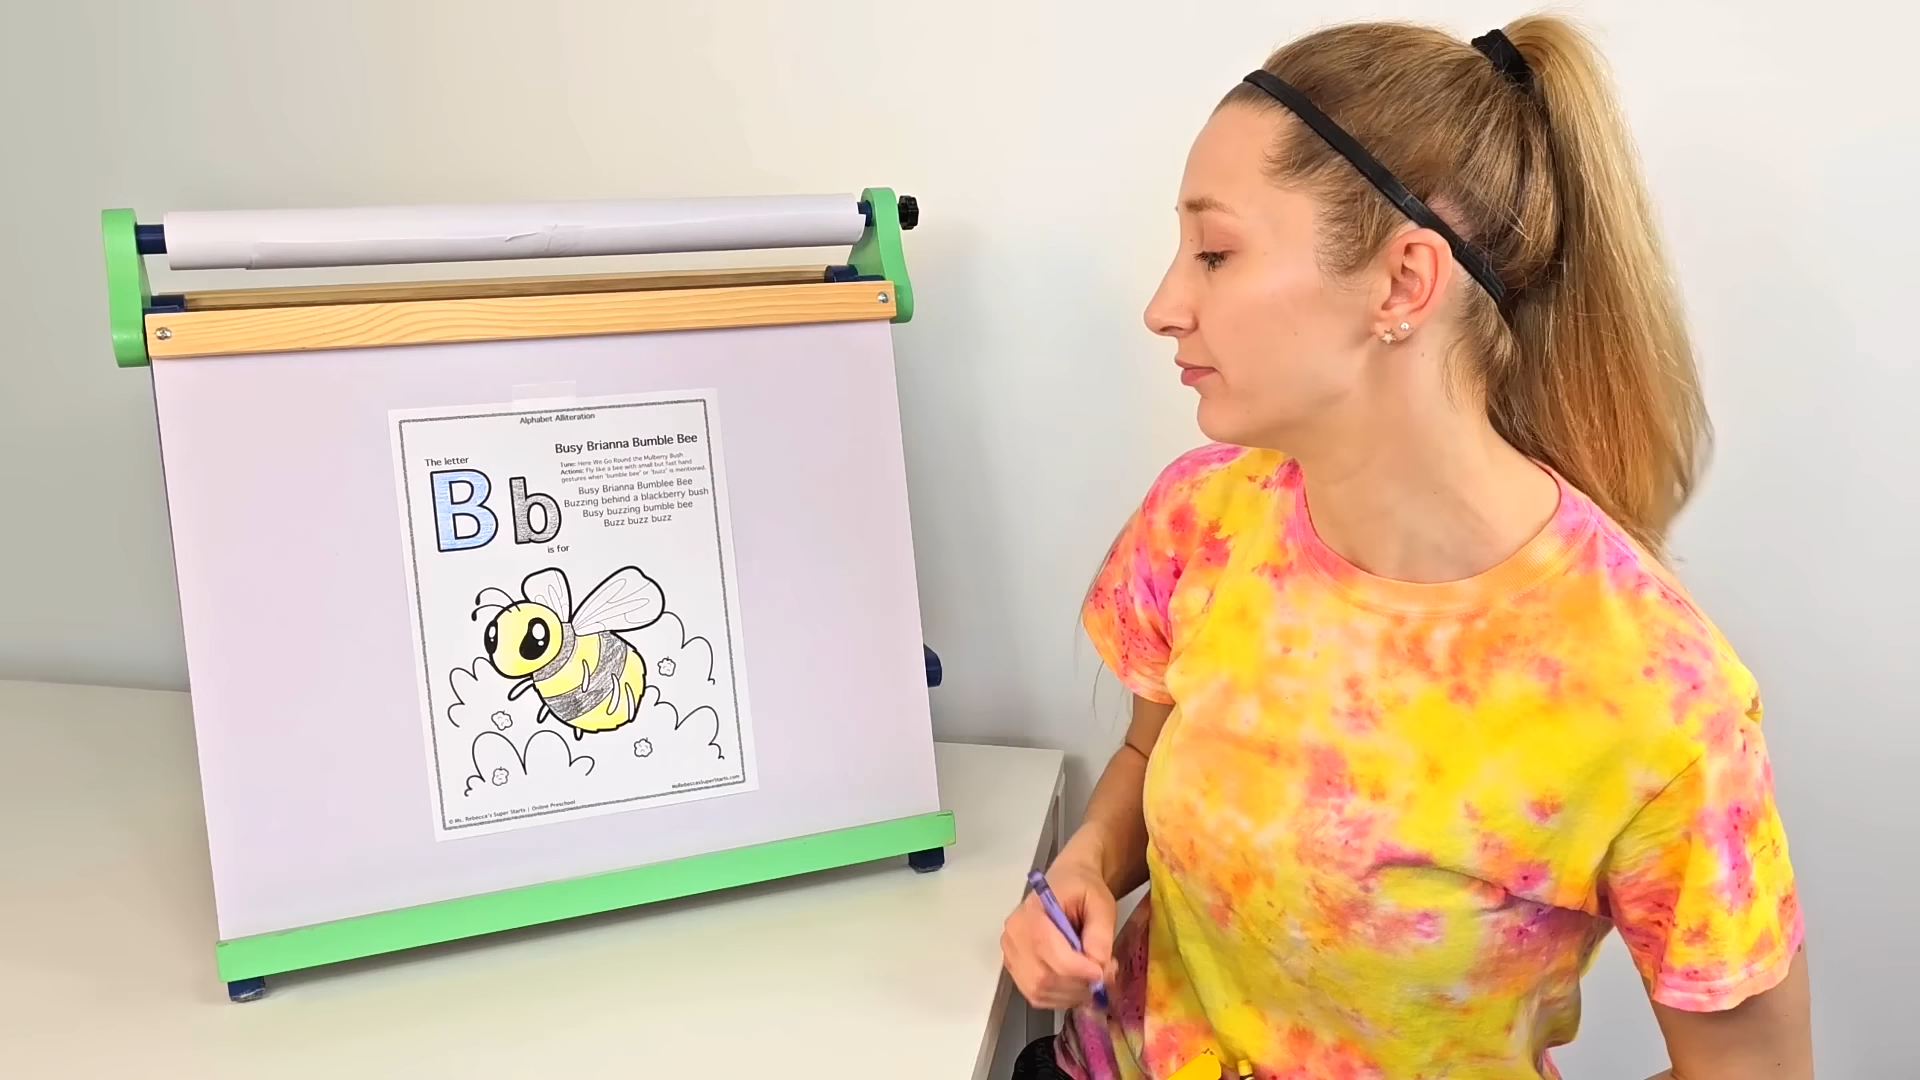 Alphabet Alliteration
The letter
Bb
is for
Busy Brianna Bumble Bee
Tune: Here We Go Round the Mulberry Bush
Actions: Fly like a bee with small but fast hand
gestures when "bumble bee" or "buzz" is mentioned.
Busy Brianna Bumblee Bee
Buzzing behind a blackberry bush
Busy buzzing bumble bee
Buzz buzz buzz
© Ms. Rebecca's Super Starts | Online Preschool
MsRebeccasSuperStarts.com